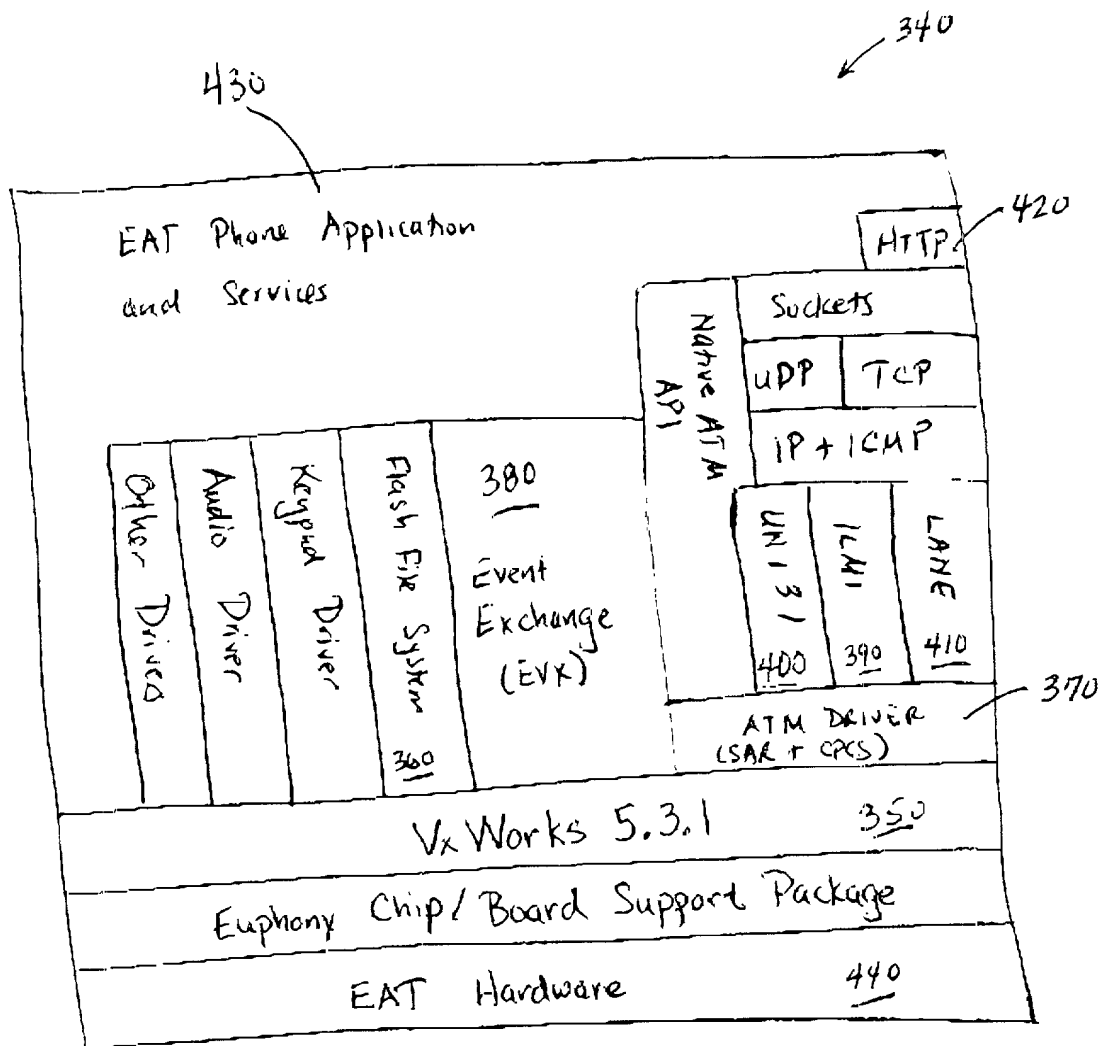 340
430
EAT Phone Application
and Services
HTTP
420
Native ATM
API
Sockets
UDP
TCP
IP + ICMP
UNI 3 1
400
ILMI
390
LANE
410
ATM DRIVER
(SAR + CPCS)
370
Other Drives
Audio Driver
Keypad Driver
Flash File System
360
380
Event
Exchange
(EVX)
VxWorks 5.3.1
350
Euphony Chip/Board Support Package
EAT Hardware
440